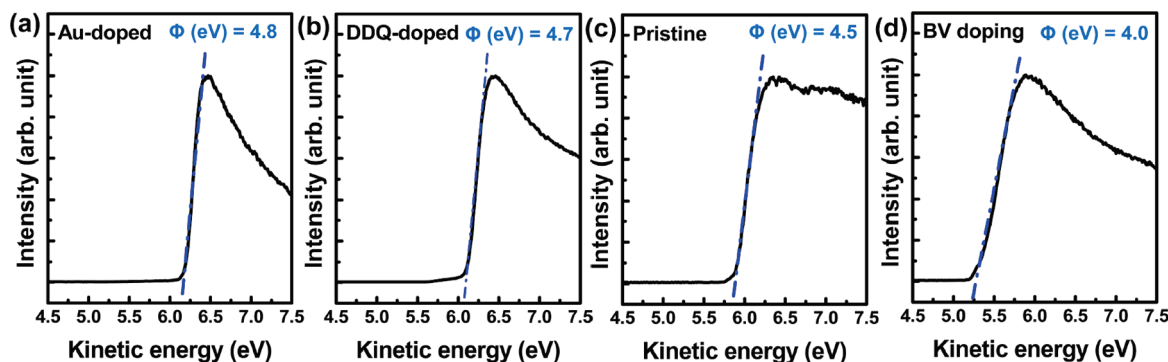 (a) Au-doped Φ (eV) = 4.8
Intensity (arb. unit)
4.5 5.0 5.5 6.0 6.5 7.0 7.5
Kinetic energy (eV)
(b) DDQ-doped Φ (eV) = 4.7
Intensity (arb. unit)
4.5 5.0 5.5 6.0 6.5 7.0 7.5
Kinetic energy (eV)
(c) Pristine Φ (eV) = 4.5
Intensity (arb. unit)
4.5 5.0 5.5 6.0 6.5 7.0 7.5
Kinetic energy (eV)
(d) BV doping Φ (eV) = 4.0
Intensity (arb. unit)
4.5 5.0 5.5 6.0 6.5 7.0 7.5
Kinetic energy (eV)